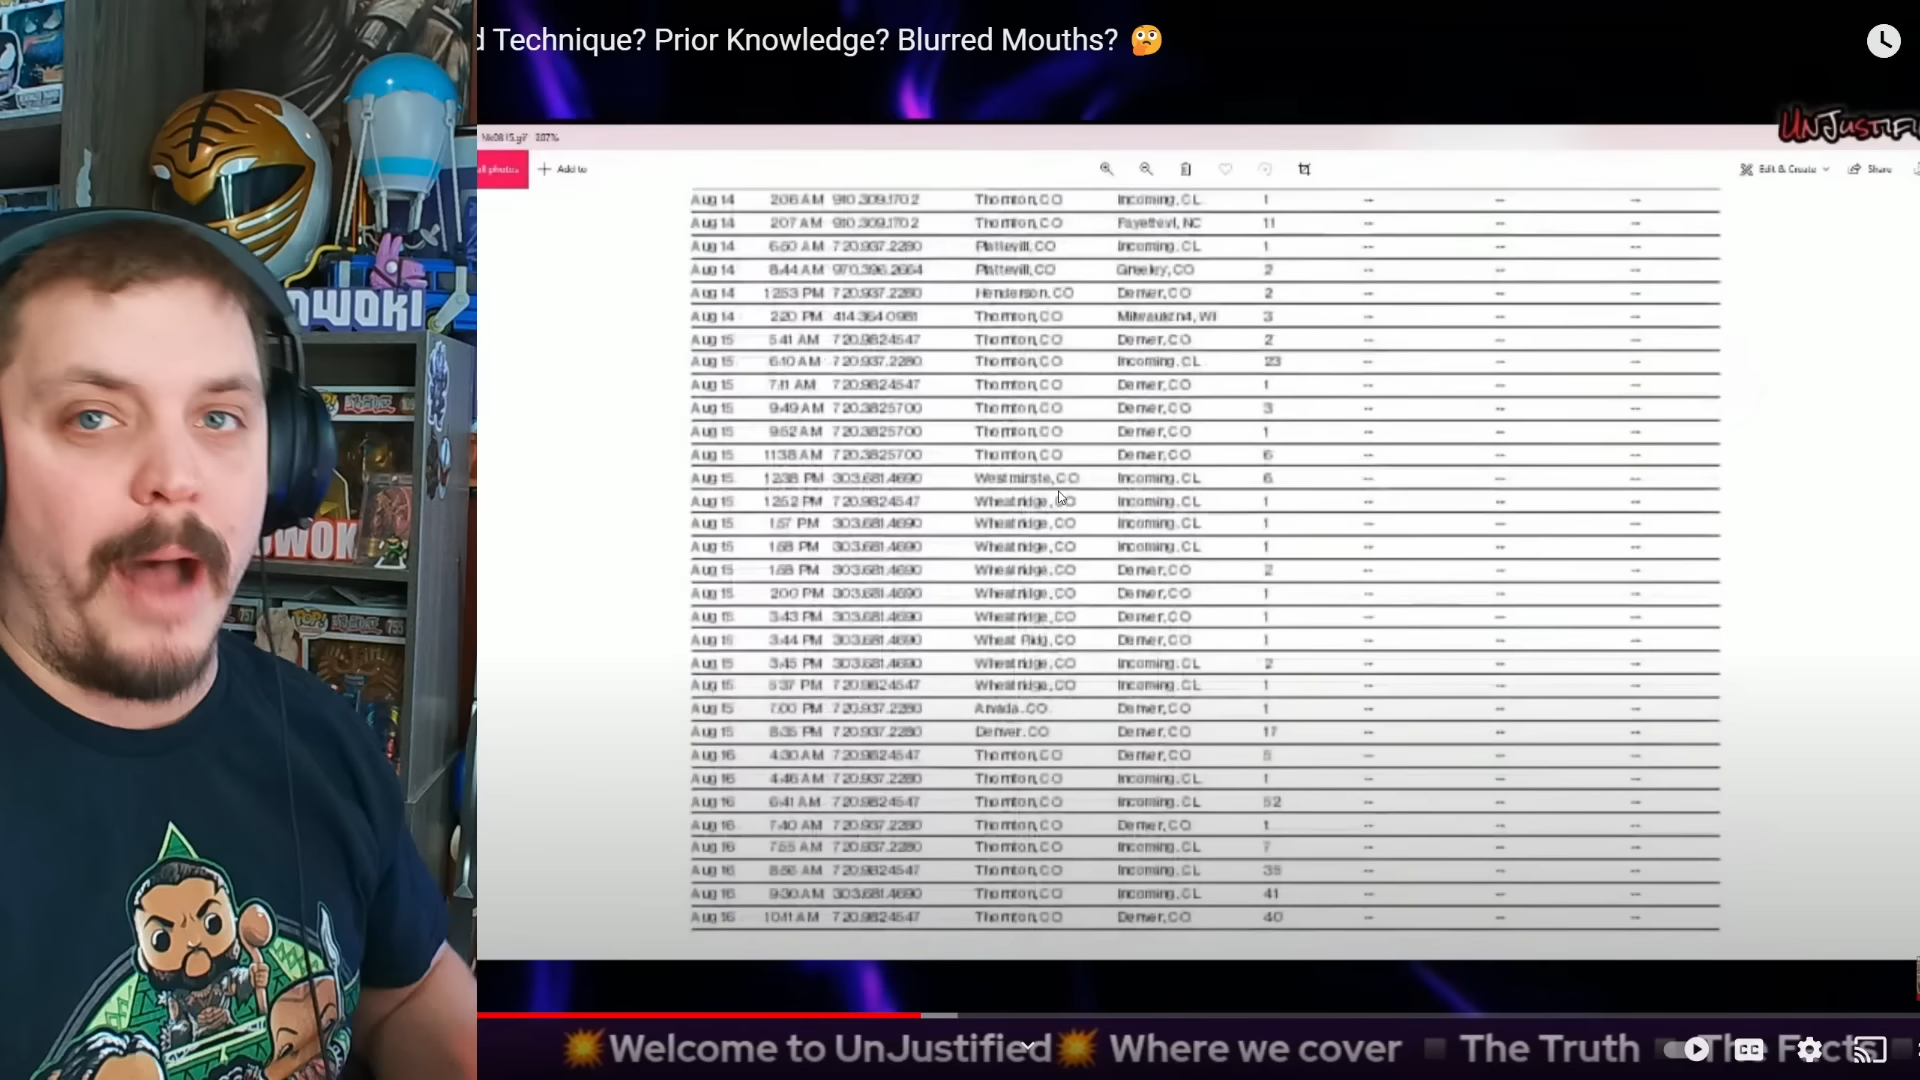 d Technique? Prior Knowledge? Blurred Mouths? 🤔
UNJUSTIFI
207%
all photos + Add to Edit & Create Share
Aug 14 2:06 AM 910.309.1702 Thornton, CO Incoming, CL 1 -- -- --
Aug 14 2:07 AM 910.309.1702 Thornton, CO Fayettevl, NC 11 -- -- --
Aug 14 6:50 AM 720.937.2280 Plattevill, CO Incoming, CL 1 -- -- --
Aug 14 8:44 AM 970.396.2664 Plattevill, CO Greeley, CO 2 -- -- --
Aug 14 12:53 PM 720.937.2280 Henderson, CO Denver, CO 2 -- -- --
Aug 14 2:20 PM 414.364.0981 Thornton, CO 3 -- -- --
Aug 15 5:41 AM 720.982.4547 Thornton, CO Denver, CO 2 -- -- --
Aug 15 6:10 AM 720.937.2280 Thornton, CO Incoming, CL 23 -- -- --
Aug 15 7:11 AM 720.982.4547 Thornton, CO Denver, CO 1 -- -- --
Aug 15 9:49 AM 720.382.5700 Thornton, CO Denver, CO 3 -- -- --
Aug 15 9:52 AM 720.382.5700 Thornton, CO Denver, CO 1 -- -- --
Aug 15 11:38 AM 720.382.5700 Thornton, CO Denver, CO 6 -- -- --
Aug 15 12:38 PM 303.681.4690 Westminste, CO Incoming, CL 6 -- -- --
Aug 15 12:52 PM 720.982.4547 Wheatridge, CO Incoming, CL 1 -- -- --
Aug 15 1:57 PM 303.681.4690 Wheatridge, CO Incoming, CL 1 -- -- --
Aug 15 1:58 PM 303.681.4690 Wheatridge, CO Incoming, CL 1 -- -- --
Aug 15 1:58 PM 303.681.4690 Wheatridge, CO Denver, CO 2 -- -- --
Aug 15 2:00 PM 303.681.4690 Wheatridge, CO Denver, CO 1 -- -- --
Aug 15 3:43 PM 303.681.4690 Wheatridge, CO Denver, CO 1 -- -- --
Aug 15 3:44 PM 303.681.4690 Wheat Ridg, CO Denver, CO 1 -- -- --
Aug 15 3:45 PM 303.681.4690 Wheatridge, CO Incoming, CL 2 -- -- --
Aug 15 5:37 PM 720.982.4547 Wheatridge, CO Incoming, CL 1 -- -- --
Aug 15 7:00 PM 720.937.2280 Arvada, CO Denver, CO 1 -- -- --
Aug 15 8:35 PM 720.937.2280 Denver, CO Denver, CO 17 -- -- --
Aug 16 4:30 AM 720.982.4547 Thornton, CO Denver, CO -- -- --
Aug 16 4:46 AM 720.937.2280 Thornton, CO Incoming, CL 1 -- -- --
Aug 16 6:41 AM 720.982.4547 Thornton, CO Incoming, CL 52 -- -- --
Aug 16 7:40 AM 720.937.2280 Thornton, CO Denver, CO 1 -- -- --
Aug 16 7:55 AM 720.937.2280 Thornton, CO Incoming, CL 7 -- -- --
Aug 16 8:56 AM 720.982.4547 Thornton, CO Incoming, CL 35 -- -- --
Aug 16 9:30 AM 303.681.4690 Thornton, CO Incoming, CL 41 -- -- --
Aug 16 10:11 AM 720.982.4547 Thornton, CO Denver, CO 40 -- -- --
💥Welcome to UnJustified💥 Where we cover ▪ The Truth ▪ The Facts
CC
OWOKI
OWOK
POP!
757
755